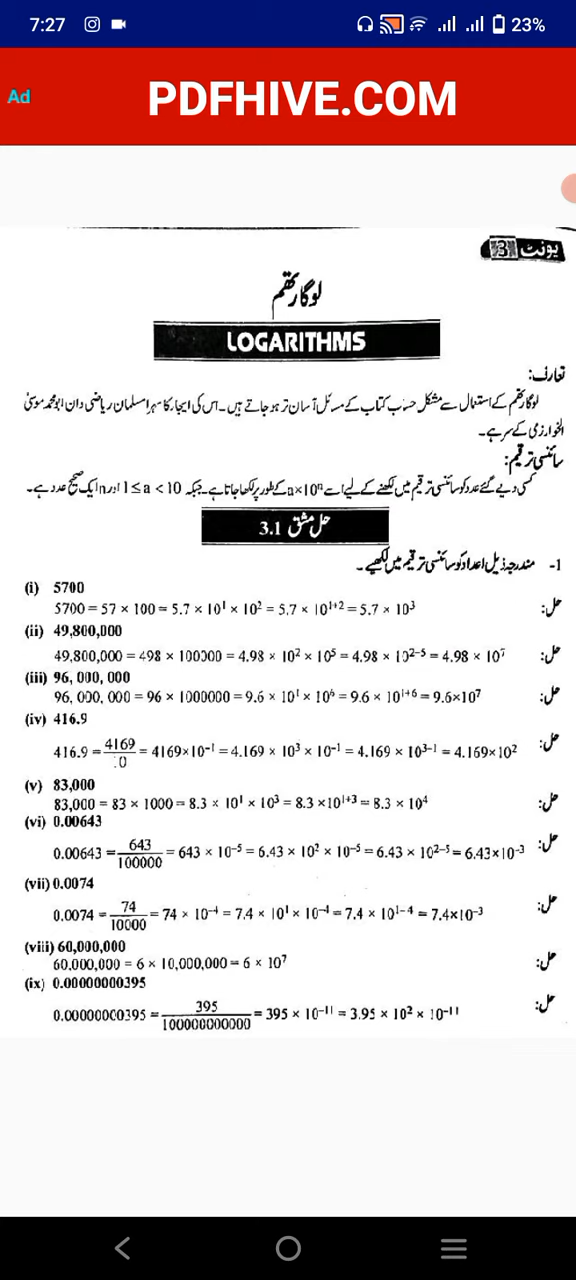 7:27
23%
Ad
PDFHIVE.COM
یونٹ 3
لوگارتھم
LOGARITHMS
تعارف:
لوگارتھم کے استعمال سے مشکل حساب کتاب کے مسائل آسان تر ہو جاتے ہیں۔ اس کی ایجاد کا سہرا مسلمان ریاضی دان ابو محمد موسیٰ
الخوارزمی کے سر ہے۔
سائنسی ترقیم:
کسی دیے گئے عدد کو سائنسی ترقیم میں لکھنے کے لیے اسے a×10ⁿ کے طور پر لکھا جاتا ہے۔ جبکہ 1 ≤ a < 10 اور n ایک صحیح عدد ہے۔
حل مشق 3.1
1- مندرجہ ذیل اعداد کو سائنسی ترقیم میں لکھیے۔
(i) 5700
حل: 5700 = 57 × 100 = 5.7 × 10¹ × 10² = 5.7 × 10¹⁺² = 5.7 × 10³
(ii) 49,800,000
حل: 49,800,000 = 498 × 100000 = 4.98 × 10² × 10⁵ = 4.98 × 10²⁻⁵ = 4.98 × 10⁷
(iii) 96, 000, 000
حل: 96, 000, 000 = 96 × 1000000 = 9.6 × 10¹ × 10⁶ = 9.6 × 10¹⁺⁶ = 9.6×10⁷
(iv) 416.9
حل: 416.9 = 4169/10 = 4169×10⁻¹ = 4.169 × 10³ × 10⁻¹ = 4.169 × 10³⁻¹ = 4.169×10²
(v) 83,000
حل: 83,000 = 83 × 1000 = 8.3 × 10¹ × 10³ = 8.3 ×10¹⁺³ = 8.3 × 10⁴
(vi) 0.00643
حل: 0.00643 = 643/100000 = 643 × 10⁻⁵ = 6.43 × 10² × 10⁻⁵ = 6.43 × 10²⁻⁵ = 6.43×10⁻³
(vii) 0.0074
حل: 0.0074 = 74/10000 = 74 × 10⁻⁴ = 7.4 × 10¹ × 10⁻⁴ = 7.4 × 10¹⁻⁴ = 7.4×10⁻³
(viii) 60,000,000
حل: 60,000,000 = 6 × 10,000,000 = 6 × 10⁷
(ix) 0.00000000395
حل: 0.00000000395 = 395/100000000000 = 395 × 10⁻¹¹ = 3.95 × 10² × 10⁻¹¹